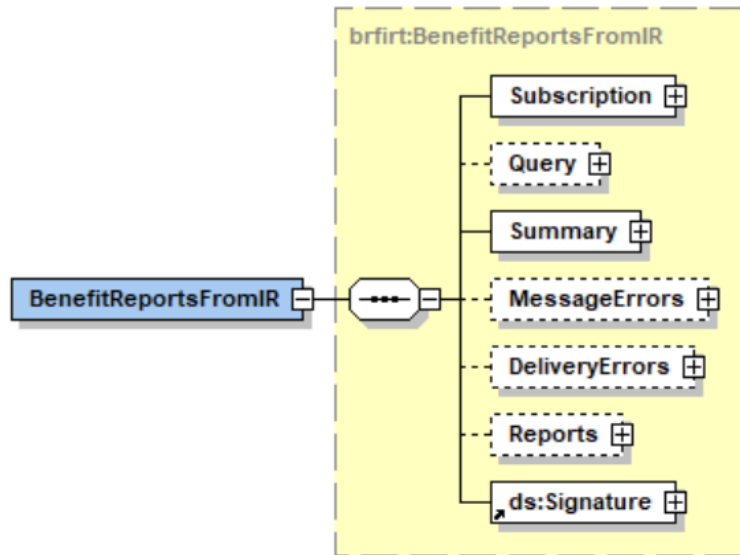 brfirt:BenefitReportsFromIR
Subscription
Query
Summary
BenefitReportsFromIR
MessageErrors
DeliveryErrors
Reports
ds:Signature